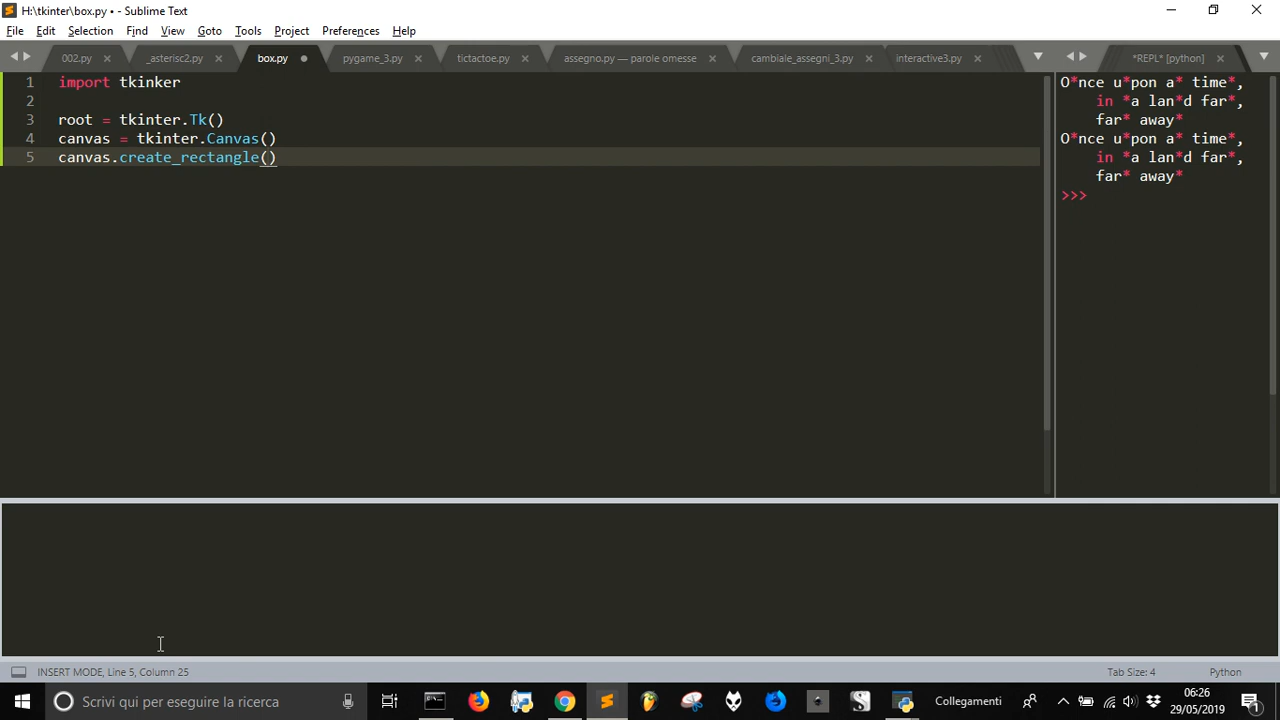 H:\tkinter\box.py • - Sublime Text
File Edit Selection Find View Goto Tools Project Preferences Help
002.py _asterisc2.py box.py pygame_3.py tictactoe.py assegno.py — parole omesse cambiale_assegni_3.py interactive3.py *REPL* [python]
1 import tkinker
2
3 root = tkinter.Tk()
4 canvas = tkinter.Canvas()
5 canvas.create_rectangle()
O*nce u*pon a* time*,
in *a lan*d far*,
far* away*
O*nce u*pon a* time*,
in *a lan*d far*,
far* away*
>>>
INSERT MODE, Line 5, Column 25 Tab Size: 4 Python
Scrivi qui per eseguire la ricerca Collegamenti 06:26
29/05/2019 1